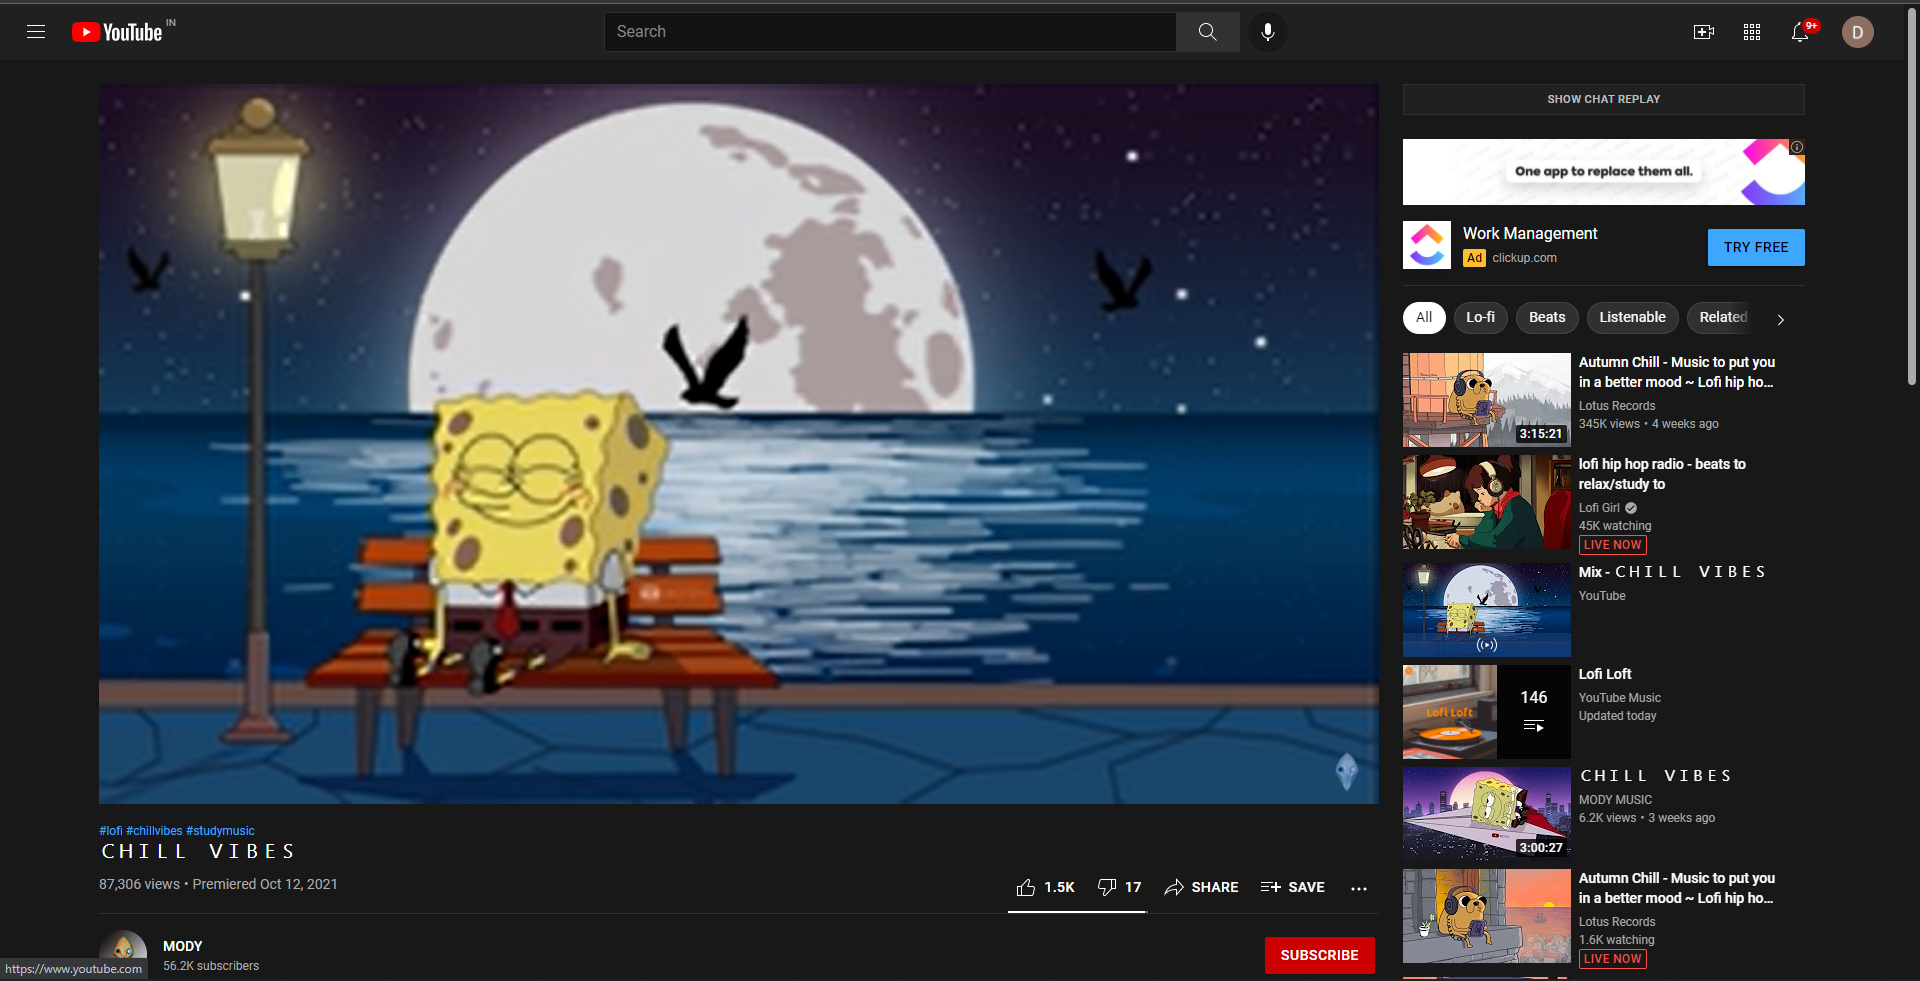 YouTube IN
Search
9+
D
SHOW CHAT REPLAY
One app to replace them all.
Work Management
Ad clickup.com
TRY FREE
All Lo-fi Beats Listenable Related
Autumn Chill - Music to put you
in a better mood ~ Lofi hip ho...
Lotus Records
345K views • 4 weeks ago
3:15:21
lofi hip hop radio - beats to
relax/study to
Lofi Girl
45K watching
LIVE NOW
Mix - CHILL VIBES
YouTube
Lofi Loft
146
Lofi Loft
YouTube Music
Updated today
CHILL VIBES
MODY MUSIC
6.2K views • 3 weeks ago
3:00:27
Autumn Chill - Music to put you
in a better mood ~ Lofi hip ho...
Lotus Records
1.6K watching
LIVE NOW
#lofi #chillvibes #studymusic
CHILL VIBES
87,306 views • Premiered Oct 12, 2021
1.5K 17 SHARE SAVE
MODY
56.2K subscribers
SUBSCRIBE
https://www.youtube.com